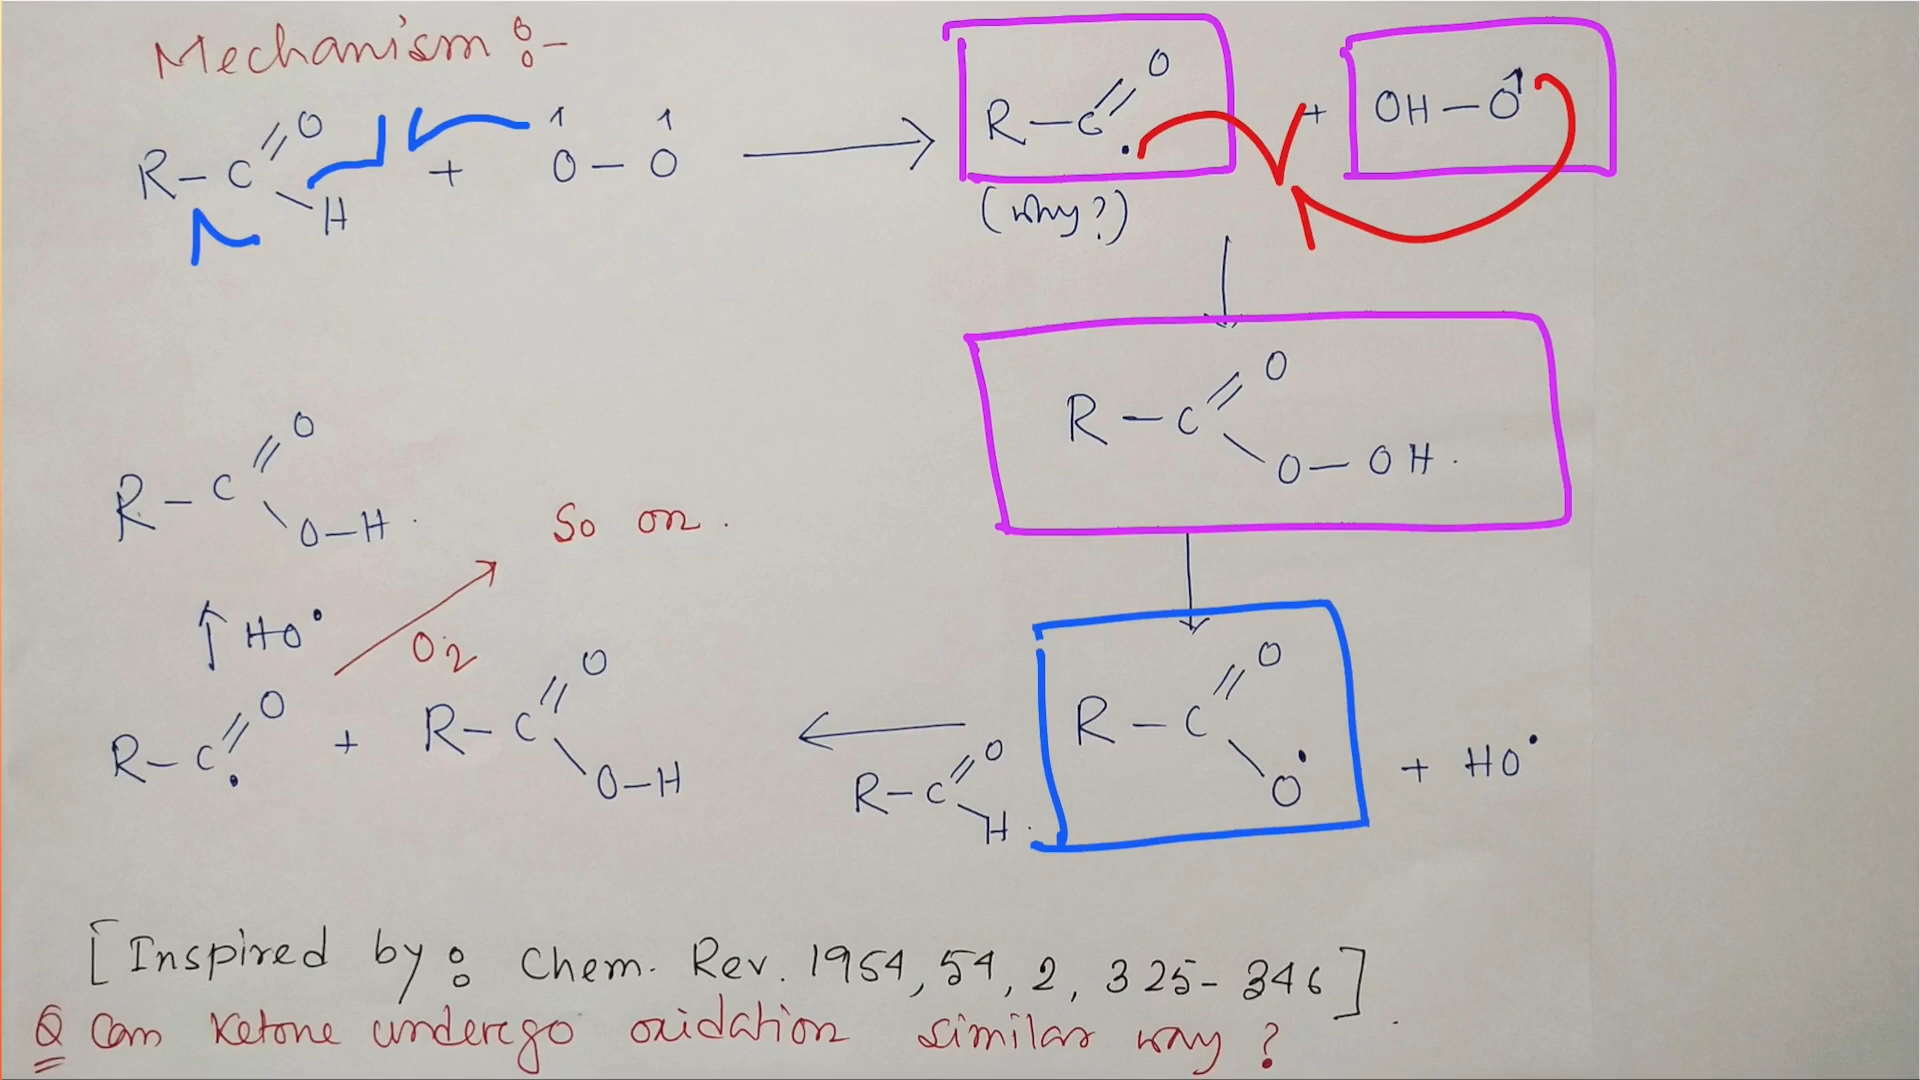 Mechanism :-
R-C(=O)-H + O-O → R-C•=O + OH-O
(why?)
R-C(=O)-O-OH.
R-C(=O)-O-H.
So on.
HO•
O2
R-C•=O + R-C(=O)-O-H ← R-C(=O)-H. R-C(=O)-O• + HO•
[Inspired by : Chem. Rev. 1954, 54, 2, 325-346]
Q Can Ketone undergo oxidation similar way ?